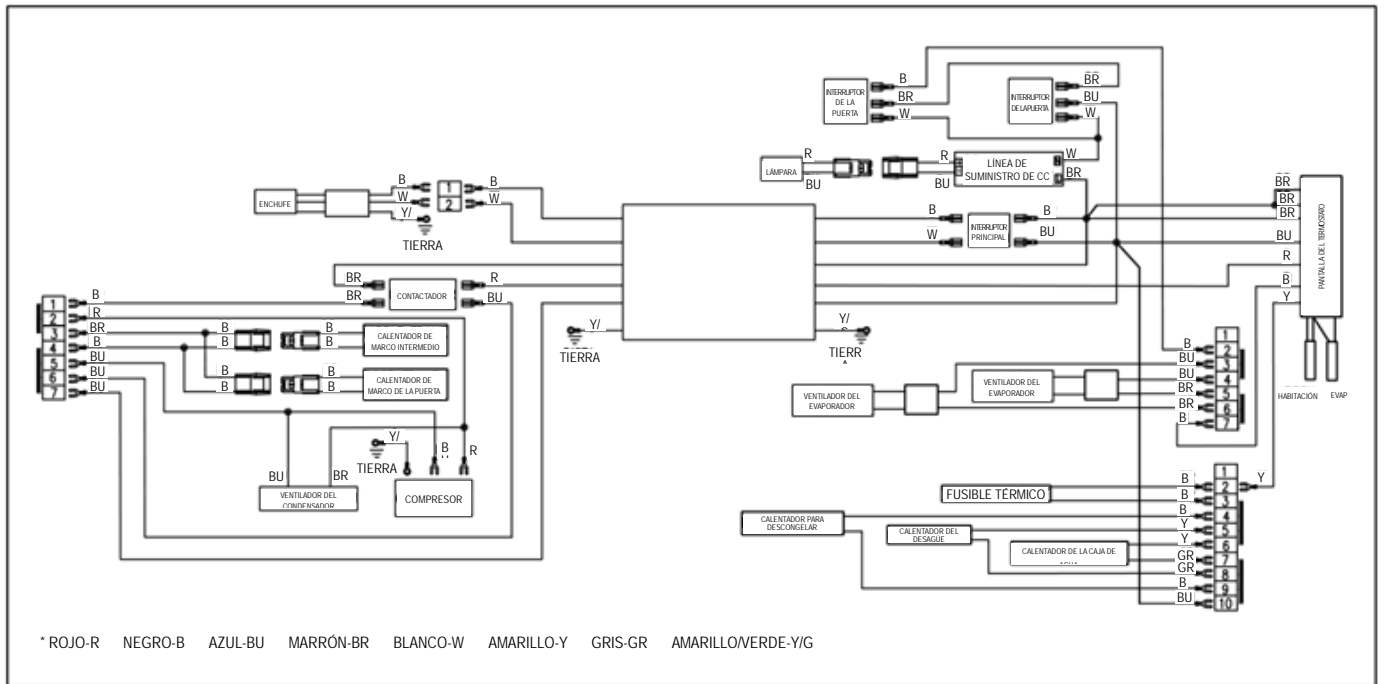 B
BR
W
INTERRUPTOR
DE LA
PUERTA
BR
BU
W
INTERRUPTOR
DE LA PUERTA
LÁMPARA
R
BU
R
BU
LÍNEA DE
SUMINISTRO DE CC
W
BR
ENCHUFE
B
W
Y/
1
2
B
W
TIERRA
B
W
INTERRUPTOR
PRINCIPAL
B
BU
BR
BR
BR
BU
R
B
Y
PANTALLA DEL TERMOSTATO
HABITACIÓN
EVAP
BR
BR
CONTACTADOR
R
BU
Y/
TIERRA
Y/
TIERR
A
1
2
3
4
5
6
7
B
R
BR
B
BU
BU
BU
B
B
B
B
CALENTADOR DE
MARCO INTERMEDIO
B
B
B
B
CALENTADOR DE
MARCO DE LA PUERTA
Y/
TIERRA
B
R
BU
BR
VENTILADOR DEL
CONDENSADOR
COMPRESOR
VENTILADOR DEL
EVAPORADOR
VENTILADOR DEL
EVAPORADOR
B
BU
BU
BR
BR
B
1
2
3
4
5
6
7
FUSIBLE TÉRMICO
CALENTADOR PARA
DESCONGELAR
CALENTADOR DEL
DESAGÜE
CALENTADOR DE LA CAJA DE
B
B
B
Y
Y
GR
GR
B
BU
1
2
3
4
5
6
7
8
9
10
Y
* ROJO-R NEGRO-B AZUL-BU MARRÓN-BR BLANCO-W AMARILLO-Y GRIS-GR AMARILLO/VERDE-Y/G